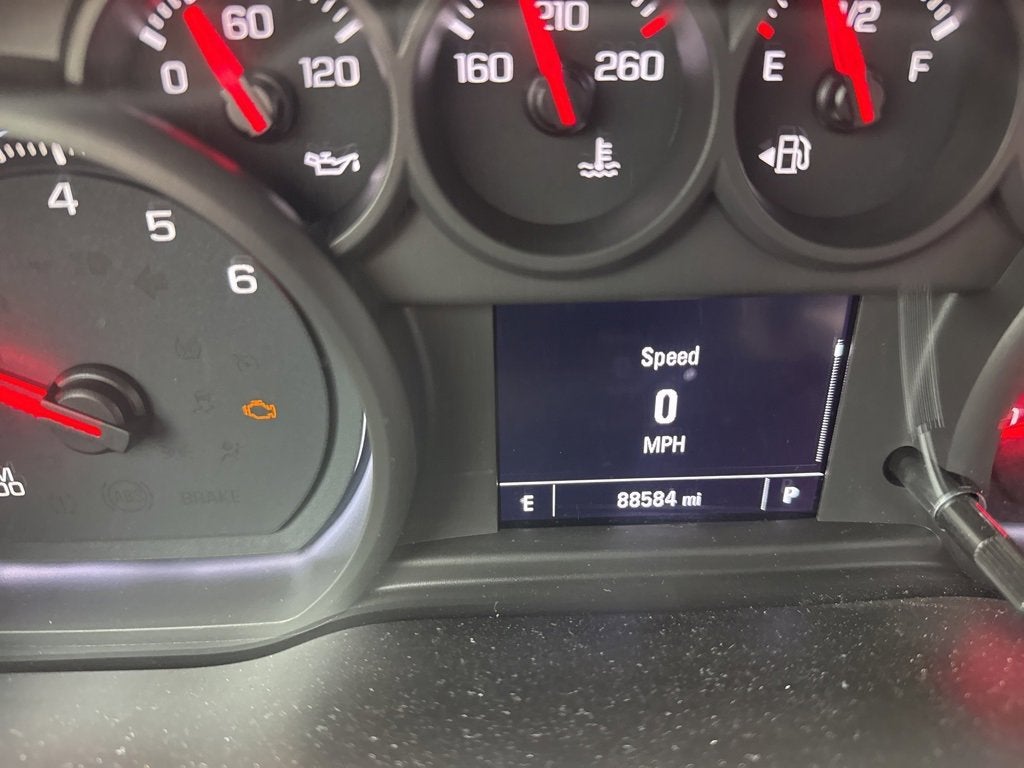 0 60 120
160 210 260
E 1/2 F
4
5
6
Speed
0
MPH
E 88584 mi P
ABS BRAKE